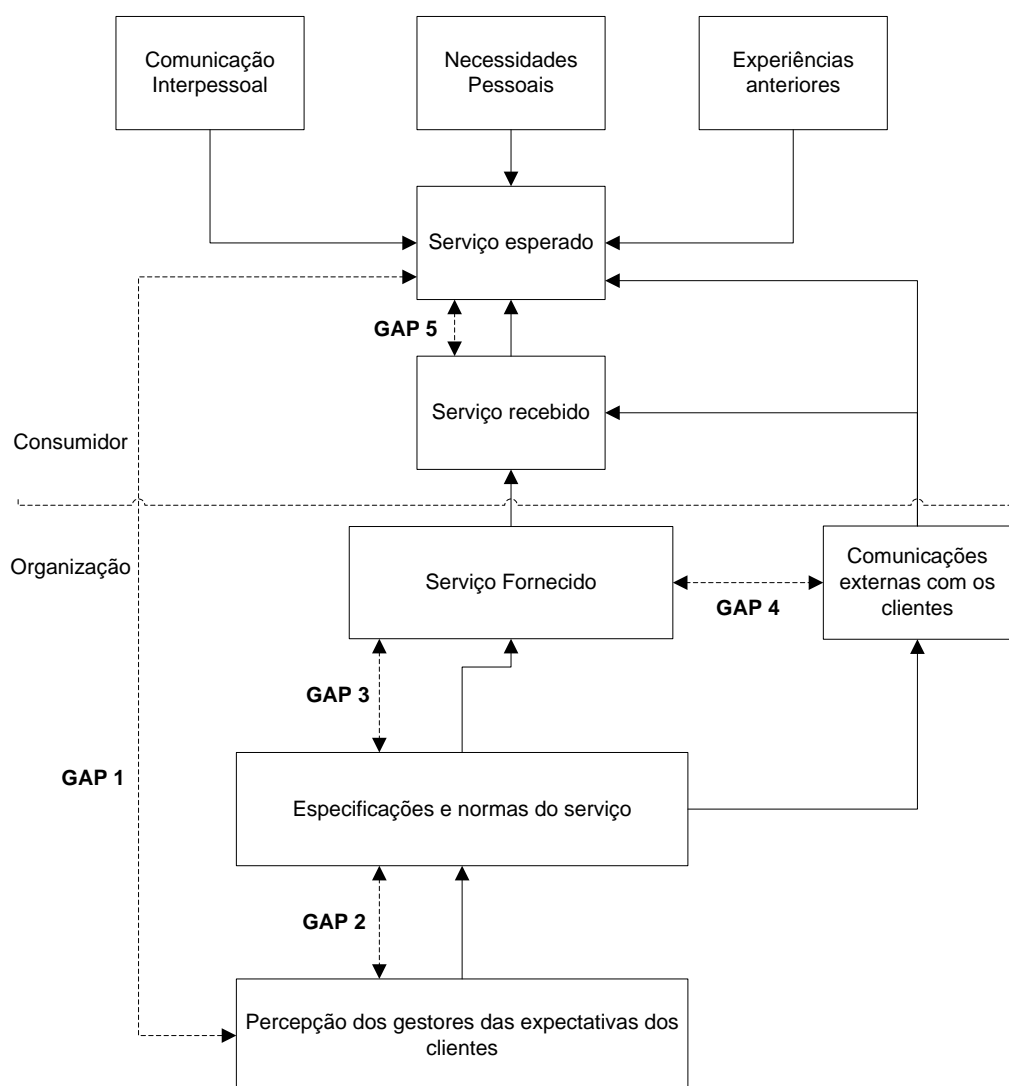 Comunicação
Interpessoal
Necessidades
Pessoais
Experiências
anteriores
Serviço esperado
GAP 5
Serviço recebido
Consumidor
Organização
Serviço Fornecido
GAP 4
Comunicações
externas com os
clientes
GAP 3
GAP 1
Especificações e normas do serviço
GAP 2
Percepção dos gestores das expectativas dos
clientes